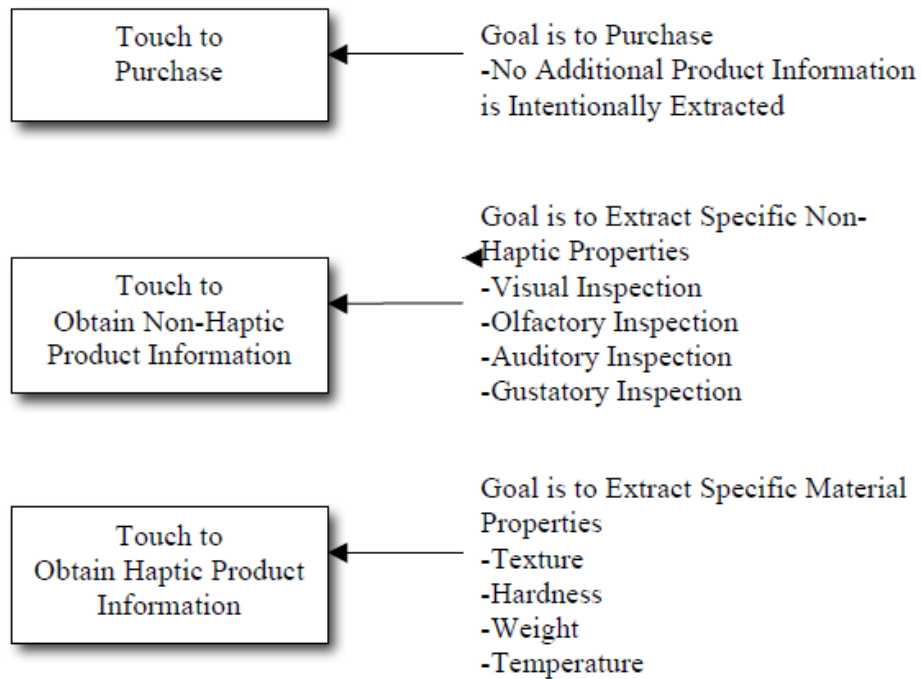 Touch to
Purchase
Goal is to Purchase
-No Additional Product Information
is Intentionally Extracted
Touch to
Obtain Non-Haptic
Product Information
Goal is to Extract Specific Non-
Haptic Properties
-Visual Inspection
-Olfactory Inspection
-Auditory Inspection
-Gustatory Inspection
Touch to
Obtain Haptic Product
Information
Goal is to Extract Specific Material
Properties
-Texture
-Hardness
-Weight
-Temperature